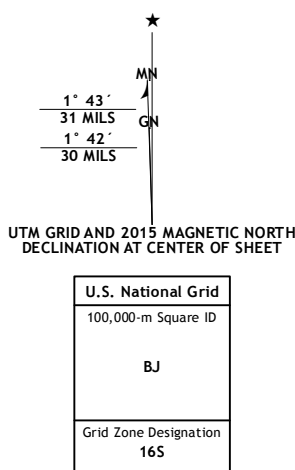 MN
1° 43´
31 MILS
GN
1° 42´
30 MILS
UTM GRID AND 2015 MAGNETIC NORTH
DECLINATION AT CENTER OF SHEET
U.S. National Grid
100,000-m Square ID
BJ
Grid Zone Designation
16S